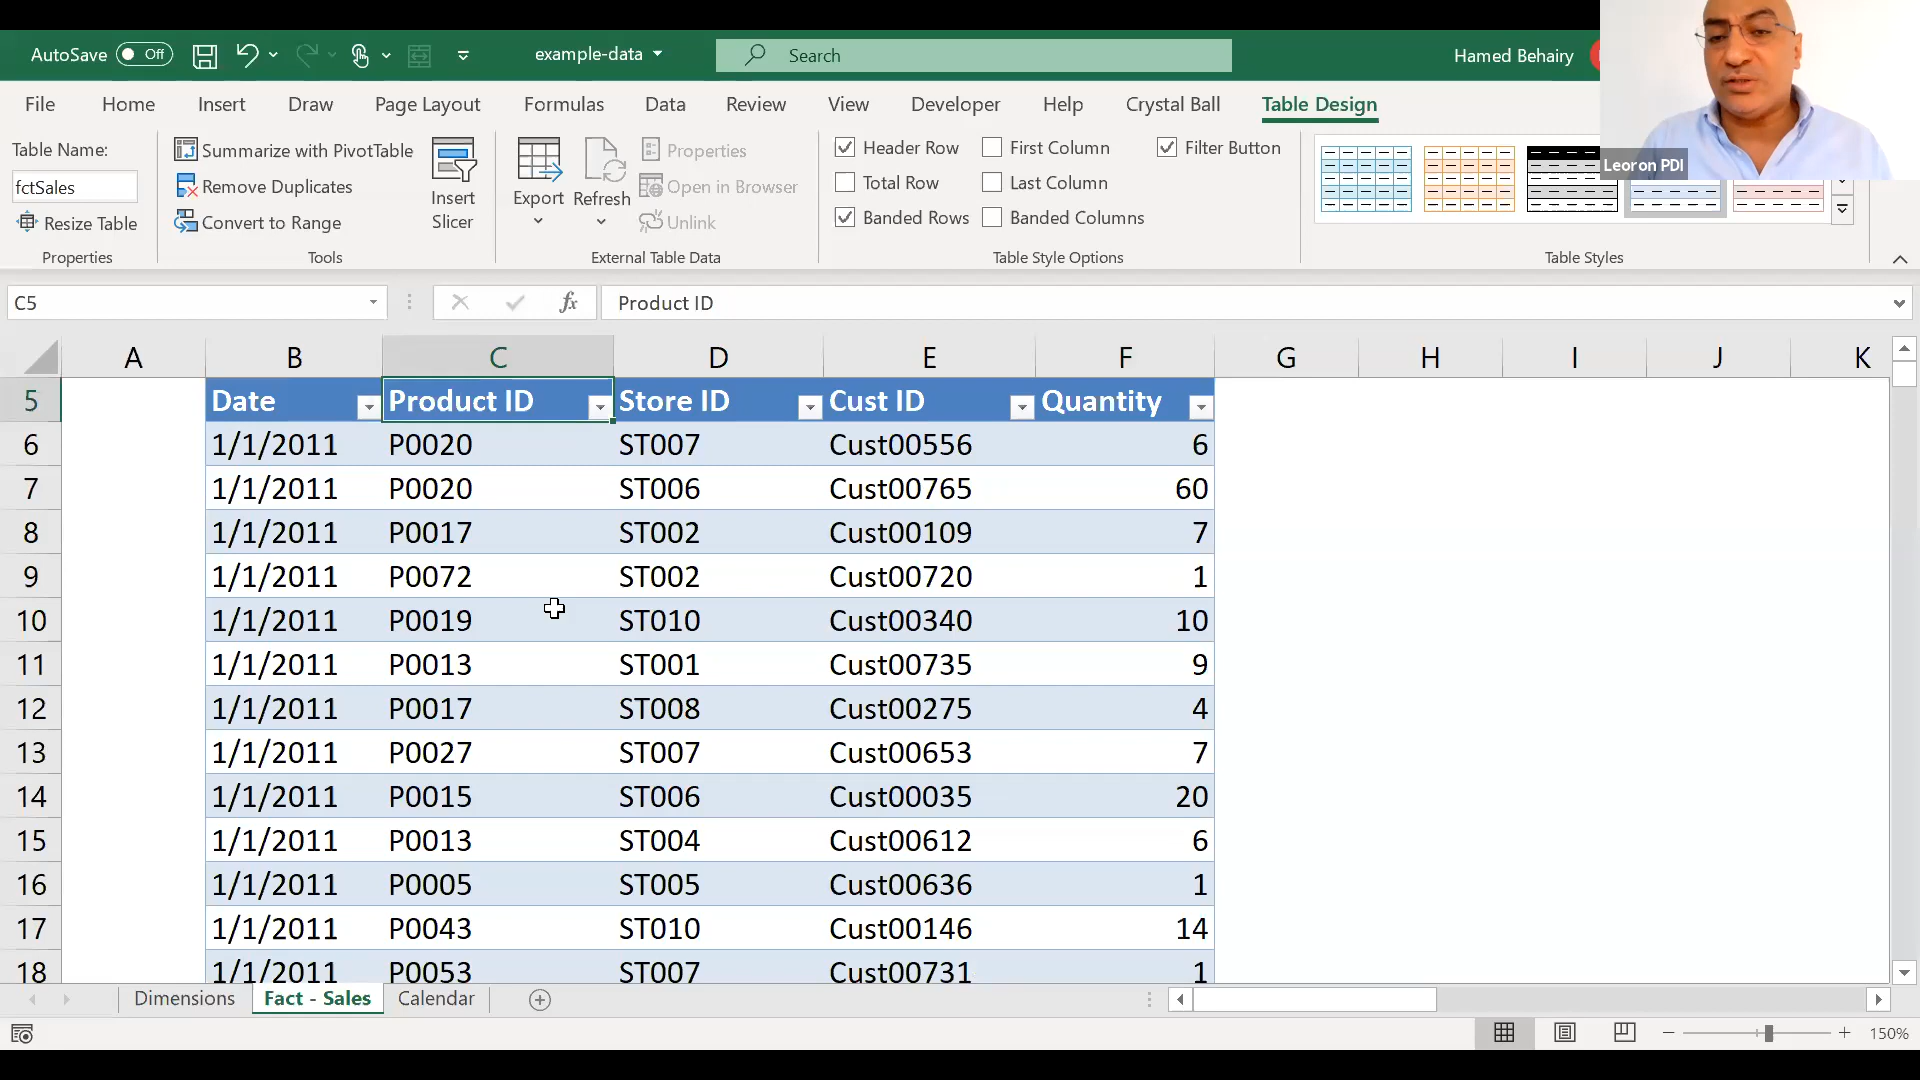 AutoSave Off example-data Search Hamed Behairy
File Home Insert Draw Page Layout Formulas Data Review View Developer Help Crystal Ball Table Design
Table Name:
fctSales
Resize Table
Properties
Summarize with PivotTable
Remove Duplicates
Convert to Range
Tools
Insert
Slicer
Export
Refresh
Properties
Open in Browser
Unlink
External Table Data
Header Row First Column Filter Button
Total Row Last Column
Banded Rows Banded Columns
Table Style Options
Table Styles
Leoron PDI
C5 fx Product ID
A B C D E F G H I J K
5 Date Product ID Store ID Cust ID Quantity
6 1/1/2011 P0020 ST007 Cust00556 6
7 1/1/2011 P0020 ST006 Cust00765 60
8 1/1/2011 P0017 ST002 Cust00109 7
9 1/1/2011 P0072 ST002 Cust00720 1
10 1/1/2011 P0019 ST010 Cust00340 10
11 1/1/2011 P0013 ST001 Cust00735 9
12 1/1/2011 P0017 ST008 Cust00275 4
13 1/1/2011 P0027 ST007 Cust00653 7
14 1/1/2011 P0015 ST006 Cust00035 20
15 1/1/2011 P0013 ST004 Cust00612 6
16 1/1/2011 P0005 ST005 Cust00636 1
17 1/1/2011 P0043 ST010 Cust00146 14
18 1/1/2011 P0053 ST007 Cust00731 1
Dimensions Fact - Sales Calendar
150%